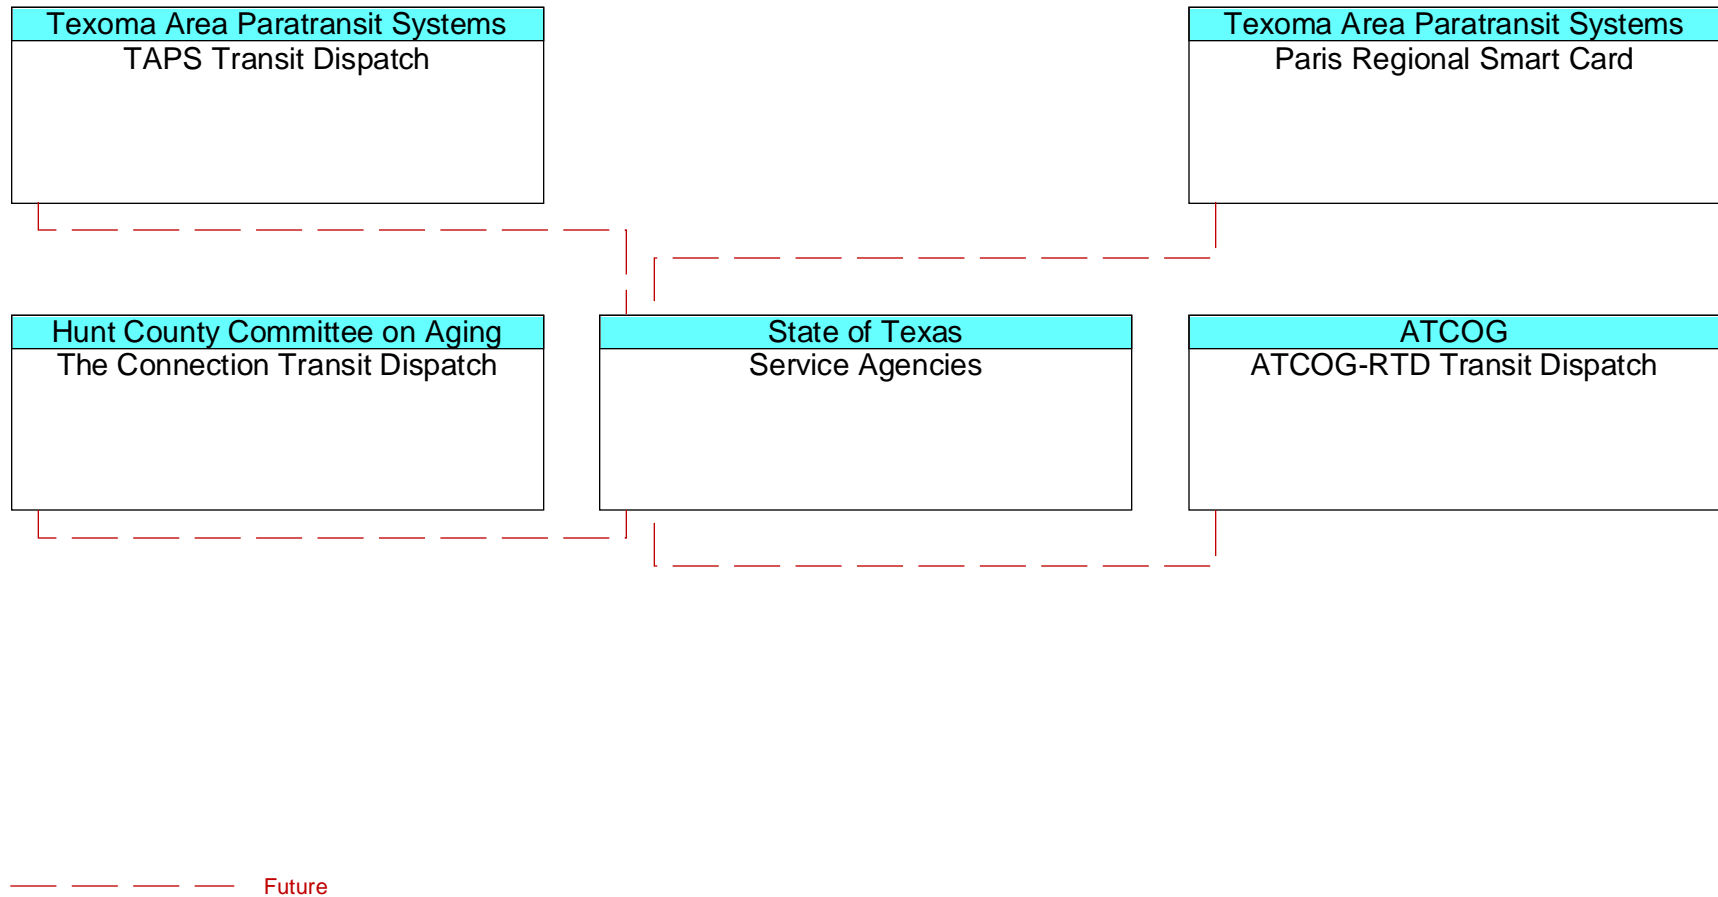 Texoma Area Paratransit Systems
TAPS Transit Dispatch
Texoma Area Paratransit Systems
Paris Regional Smart Card
Hunt County Committee on Aging
The Connection Transit Dispatch
State of Texas
Service Agencies
ATCOG
ATCOG-RTD Transit Dispatch
Future